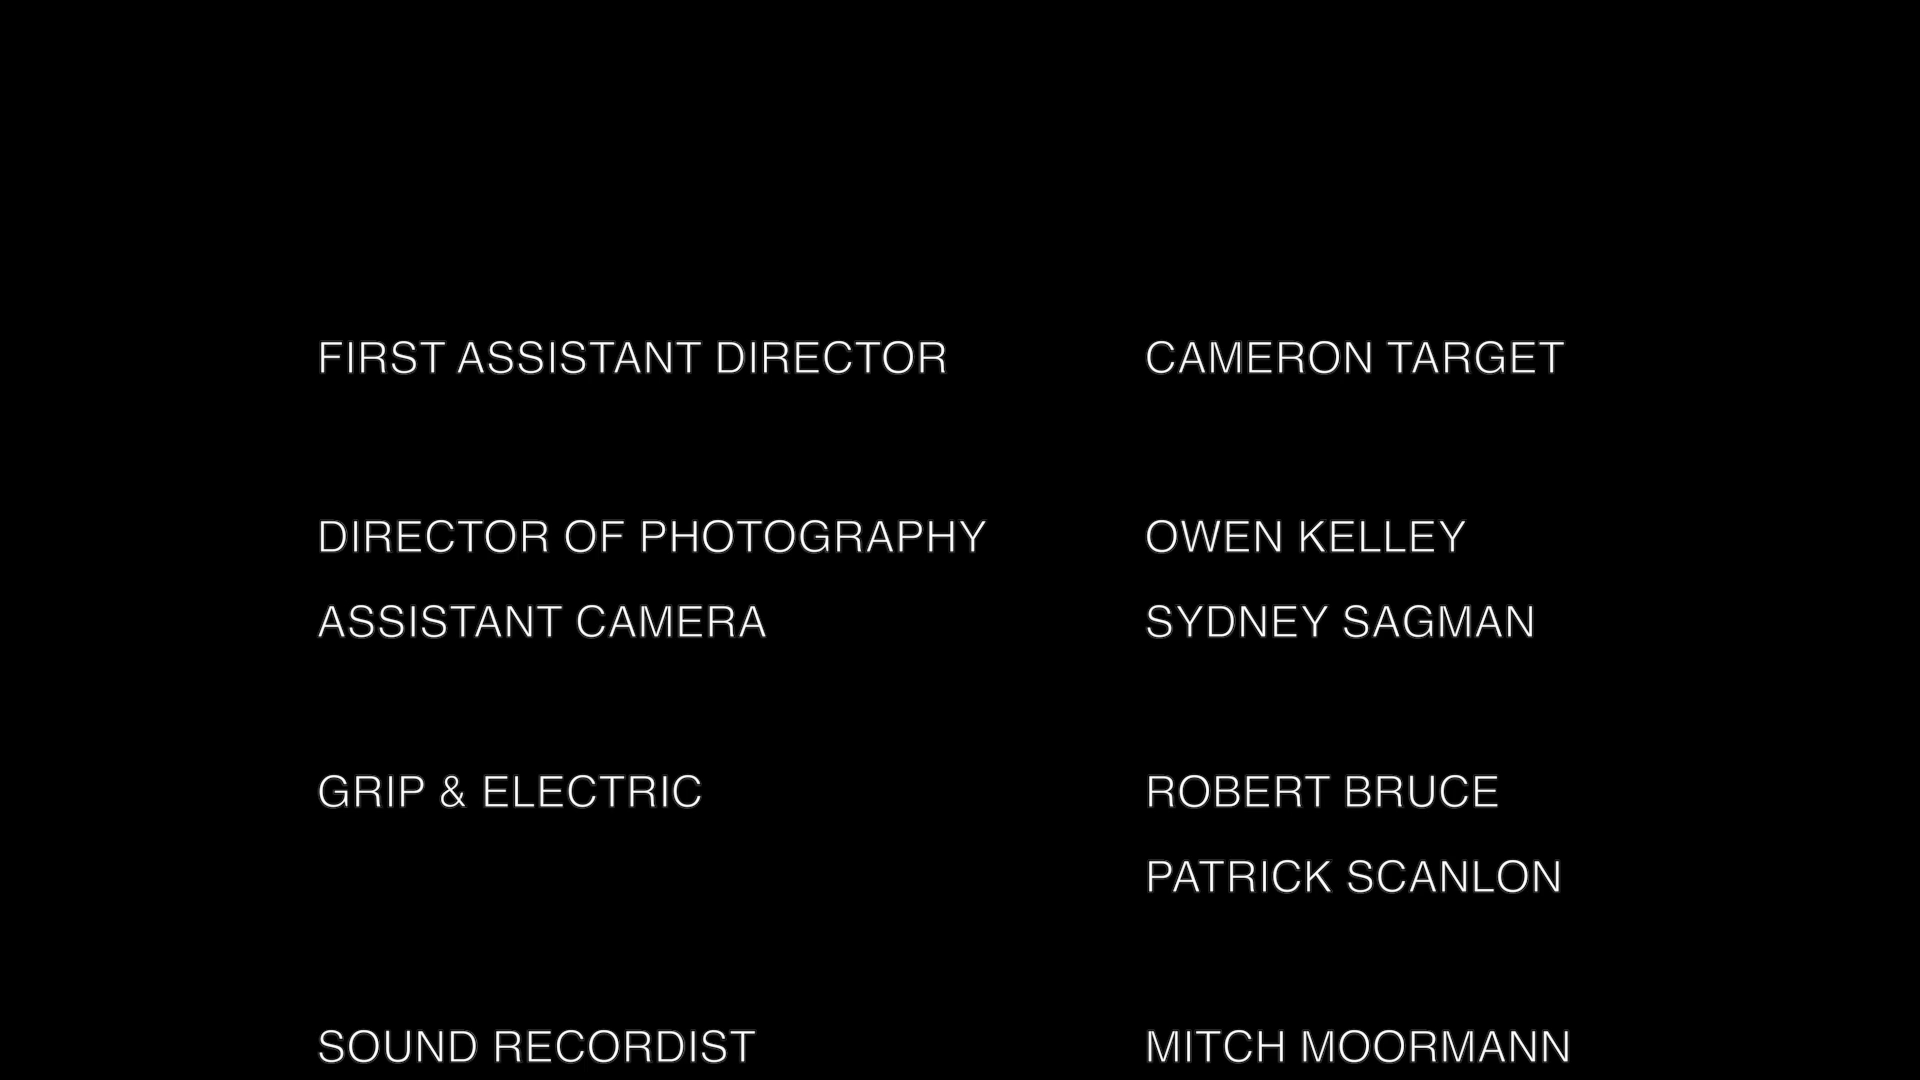 FIRST ASSISTANT DIRECTOR CAMERON TARGET
DIRECTOR OF PHOTOGRAPHY OWEN KELLEY
ASSISTANT CAMERA SYDNEY SAGMAN
GRIP & ELECTRIC ROBERT BRUCE
PATRICK SCANLON
SOUND RECORDIST MITCH MOORMANN